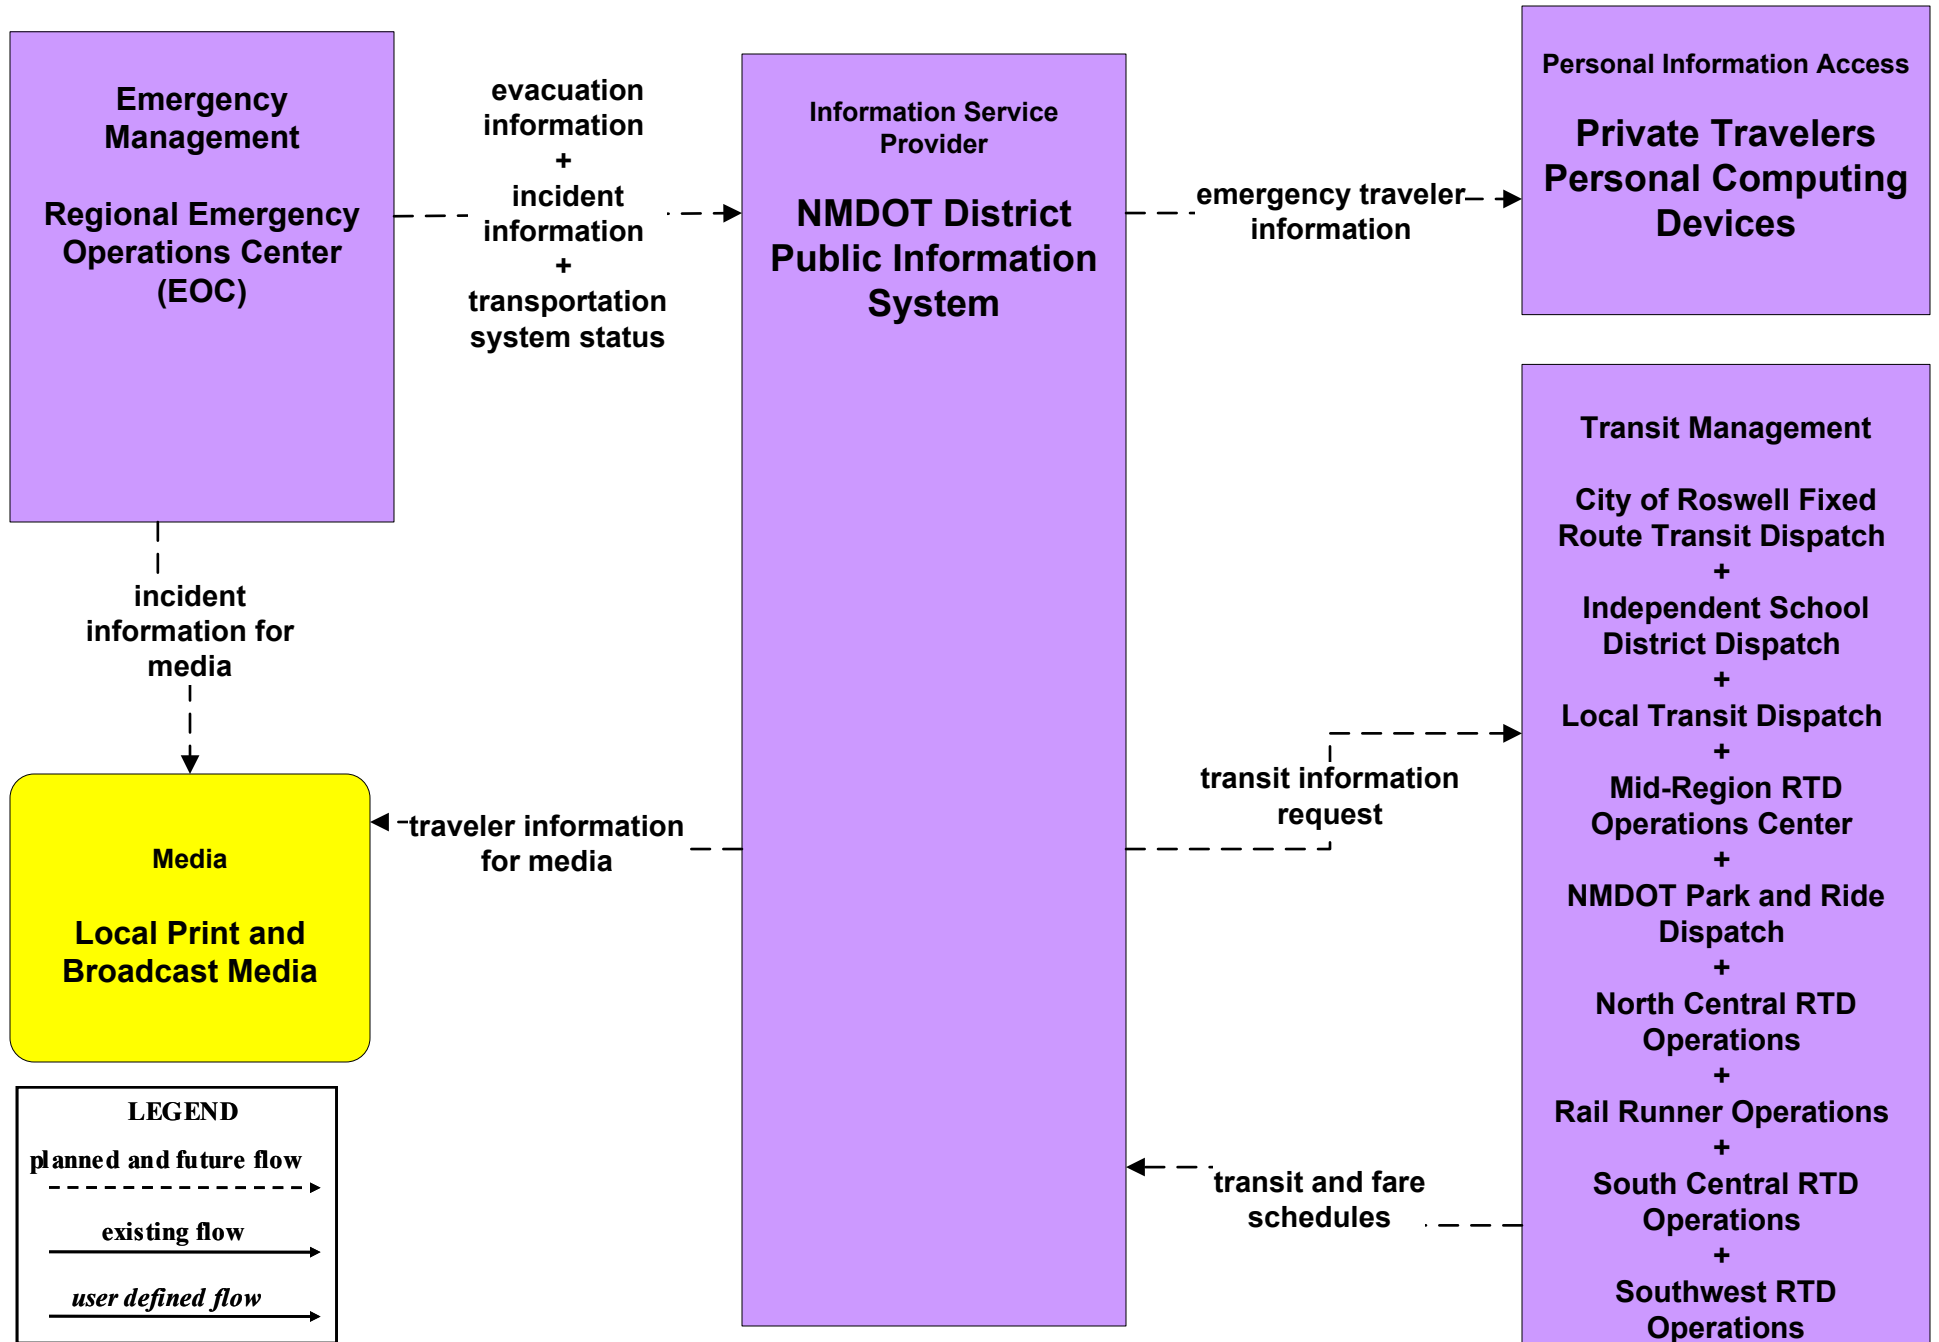 Emergency
Management
Regional Emergency
Operations Center
(EOC)
evacuation
information
+
incident
information
+
transportation
system status
Information Service
Provider
NMDOT District
Public Information
System
emergency traveler
information
Personal Information Access
Private Travelers
Personal Computing
Devices
incident
information for
media
Media
Local Print and
Broadcast Media
traveler information
for media
transit information
request
transit and fare
schedules
Transit Management
City of Roswell Fixed
Route Transit Dispatch
+
Independent School
District Dispatch
+
Local Transit Dispatch
+
Mid-Region RTD
Operations Center
+
NMDOT Park and Ride
Dispatch
+
North Central RTD
Operations
+
Rail Runner Operations
+
South Central RTD
Operations
+
Southwest RTD
Operations
LEGEND
planned and future flow
existing flow
user defined flow